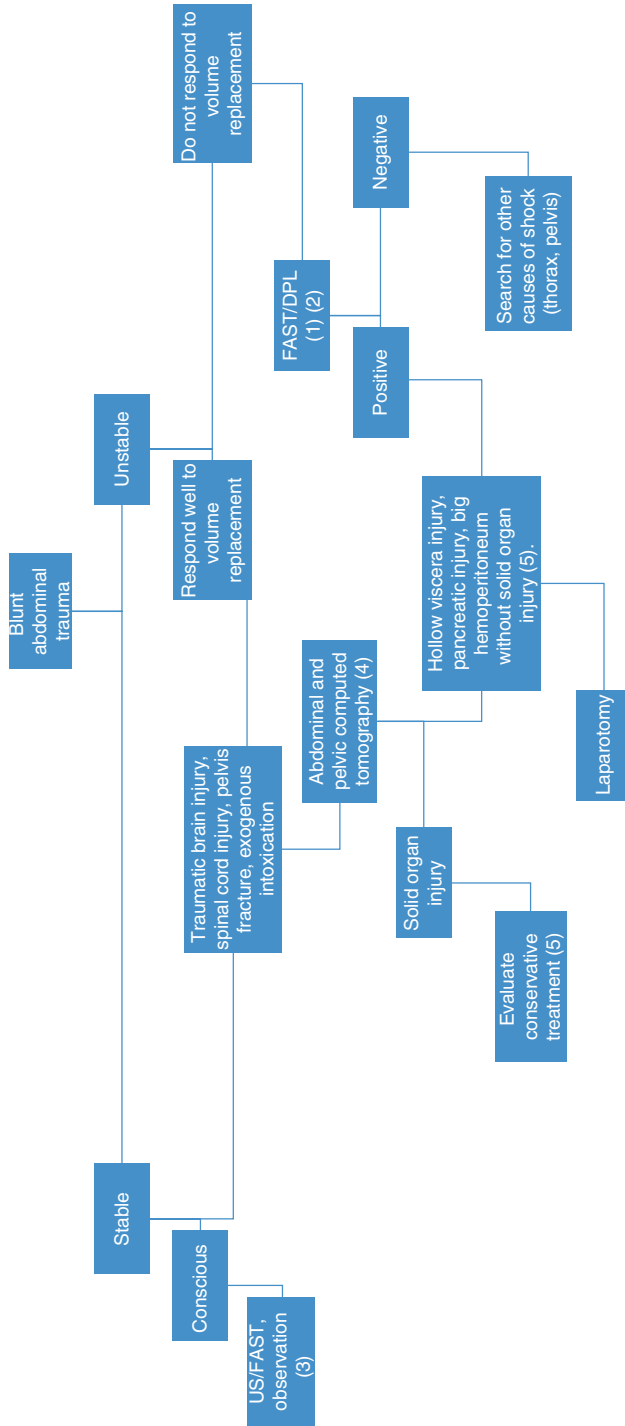 Blunt
abdominal
trauma
Stable
Unstable
Conscious
Respond well to
volume
replacement
Do not respond to
volume
replacement
US/FAST,
observation
(3)
Traumatic brain injury,
spinal cord injury, pelvis
fracture, exogenous
intoxication
FAST/DPL
(1) (2)
Abdominal and
pelvic computed
tomography (4)
Positive
Negative
Solid organ
injury
Hollow viscera injury,
pancreatic injury, big
hemoperitoneum
without solid organ
injury (5).
Search for other
causes of shock
(thorax, pelvis)
Evaluate
conservative
treatment (5)
Laparotomy